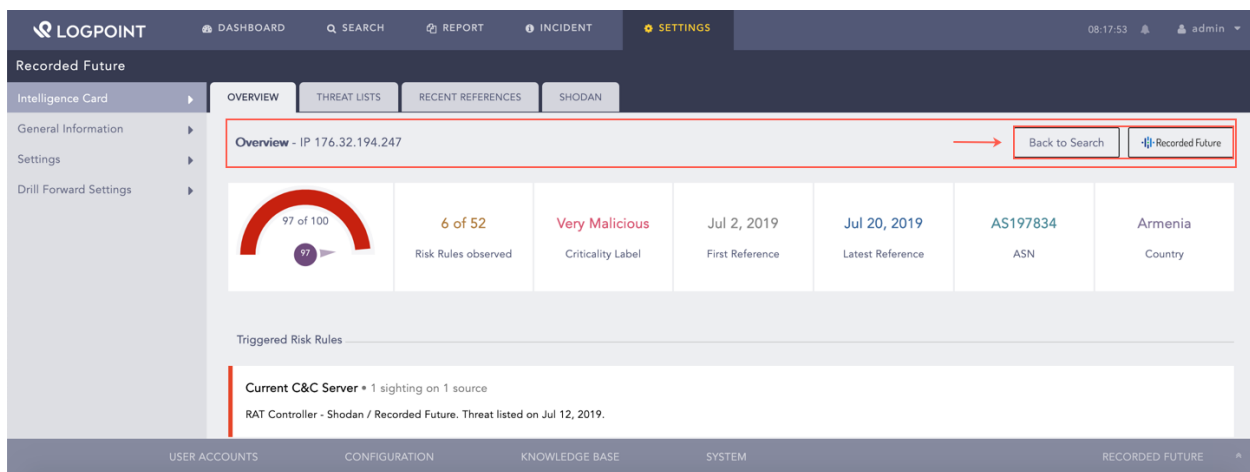 LOGPOINT DASHBOARD SEARCH REPORT INCIDENT SETTINGS 08:17:53 admin
Recorded Future
Intelligence Card
General Information
Settings
Drill Forward Settings
OVERVIEW THREAT LISTS RECENT REFERENCES SHODAN
Overview - IP 176.32.194.247 Back to Search Recorded Future
97 of 100
97
6 of 52
Risk Rules observed
Very Malicious
Criticality Label
Jul 2, 2019
First Reference
Jul 20, 2019
Latest Reference
AS197834
ASN
Armenia
Country
Triggered Risk Rules
Current C&C Server • 1 sighting on 1 source
RAT Controller - Shodan / Recorded Future. Threat listed on Jul 12, 2019.
USER ACCOUNTS CONFIGURATION KNOWLEDGE BASE SYSTEM RECORDED FUTURE